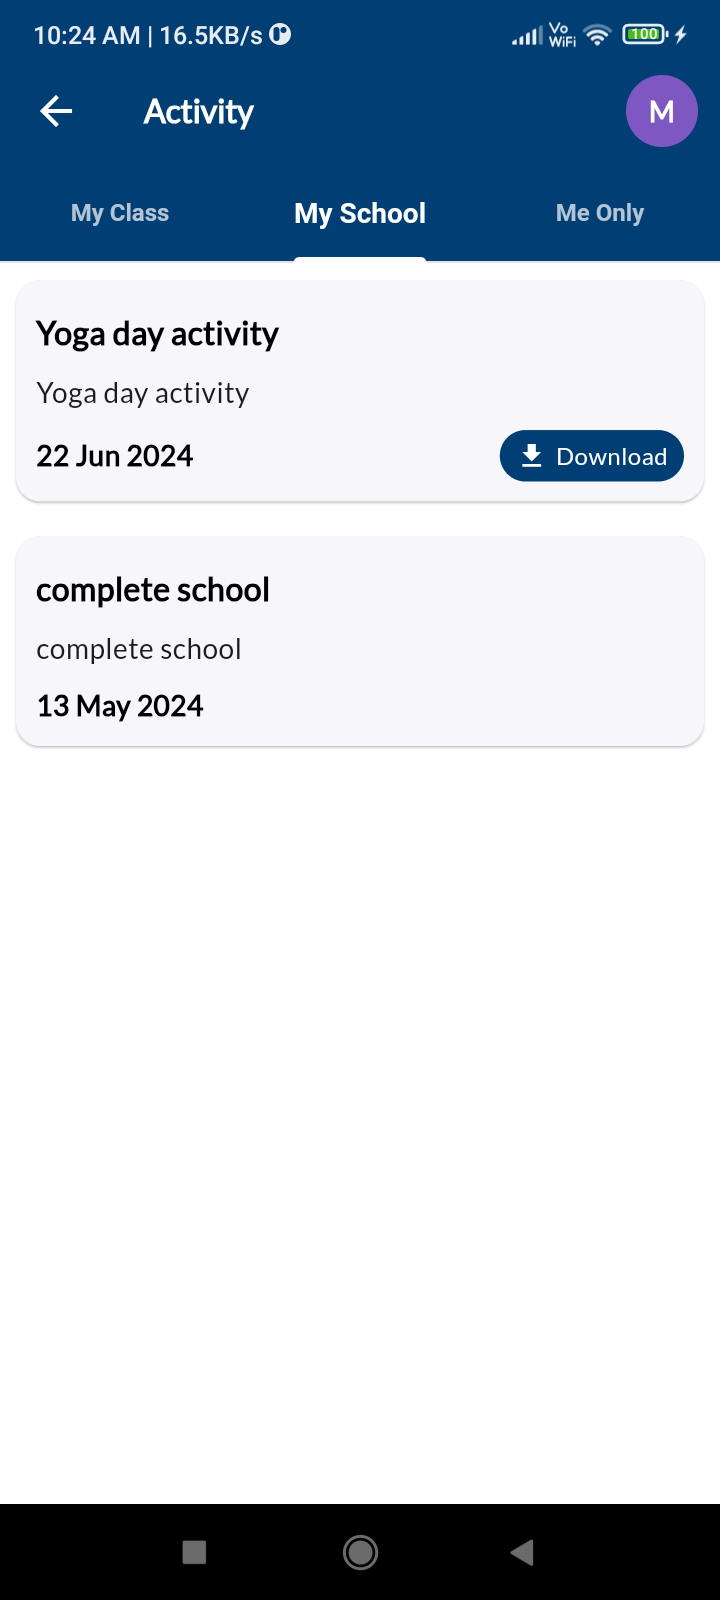 10:24 AM | 16.5KB/s Vo WiFi 100
Activity M
My Class My School Me Only
Yoga day activity
Yoga day activity
22 Jun 2024 Download
complete school
complete school
13 May 2024